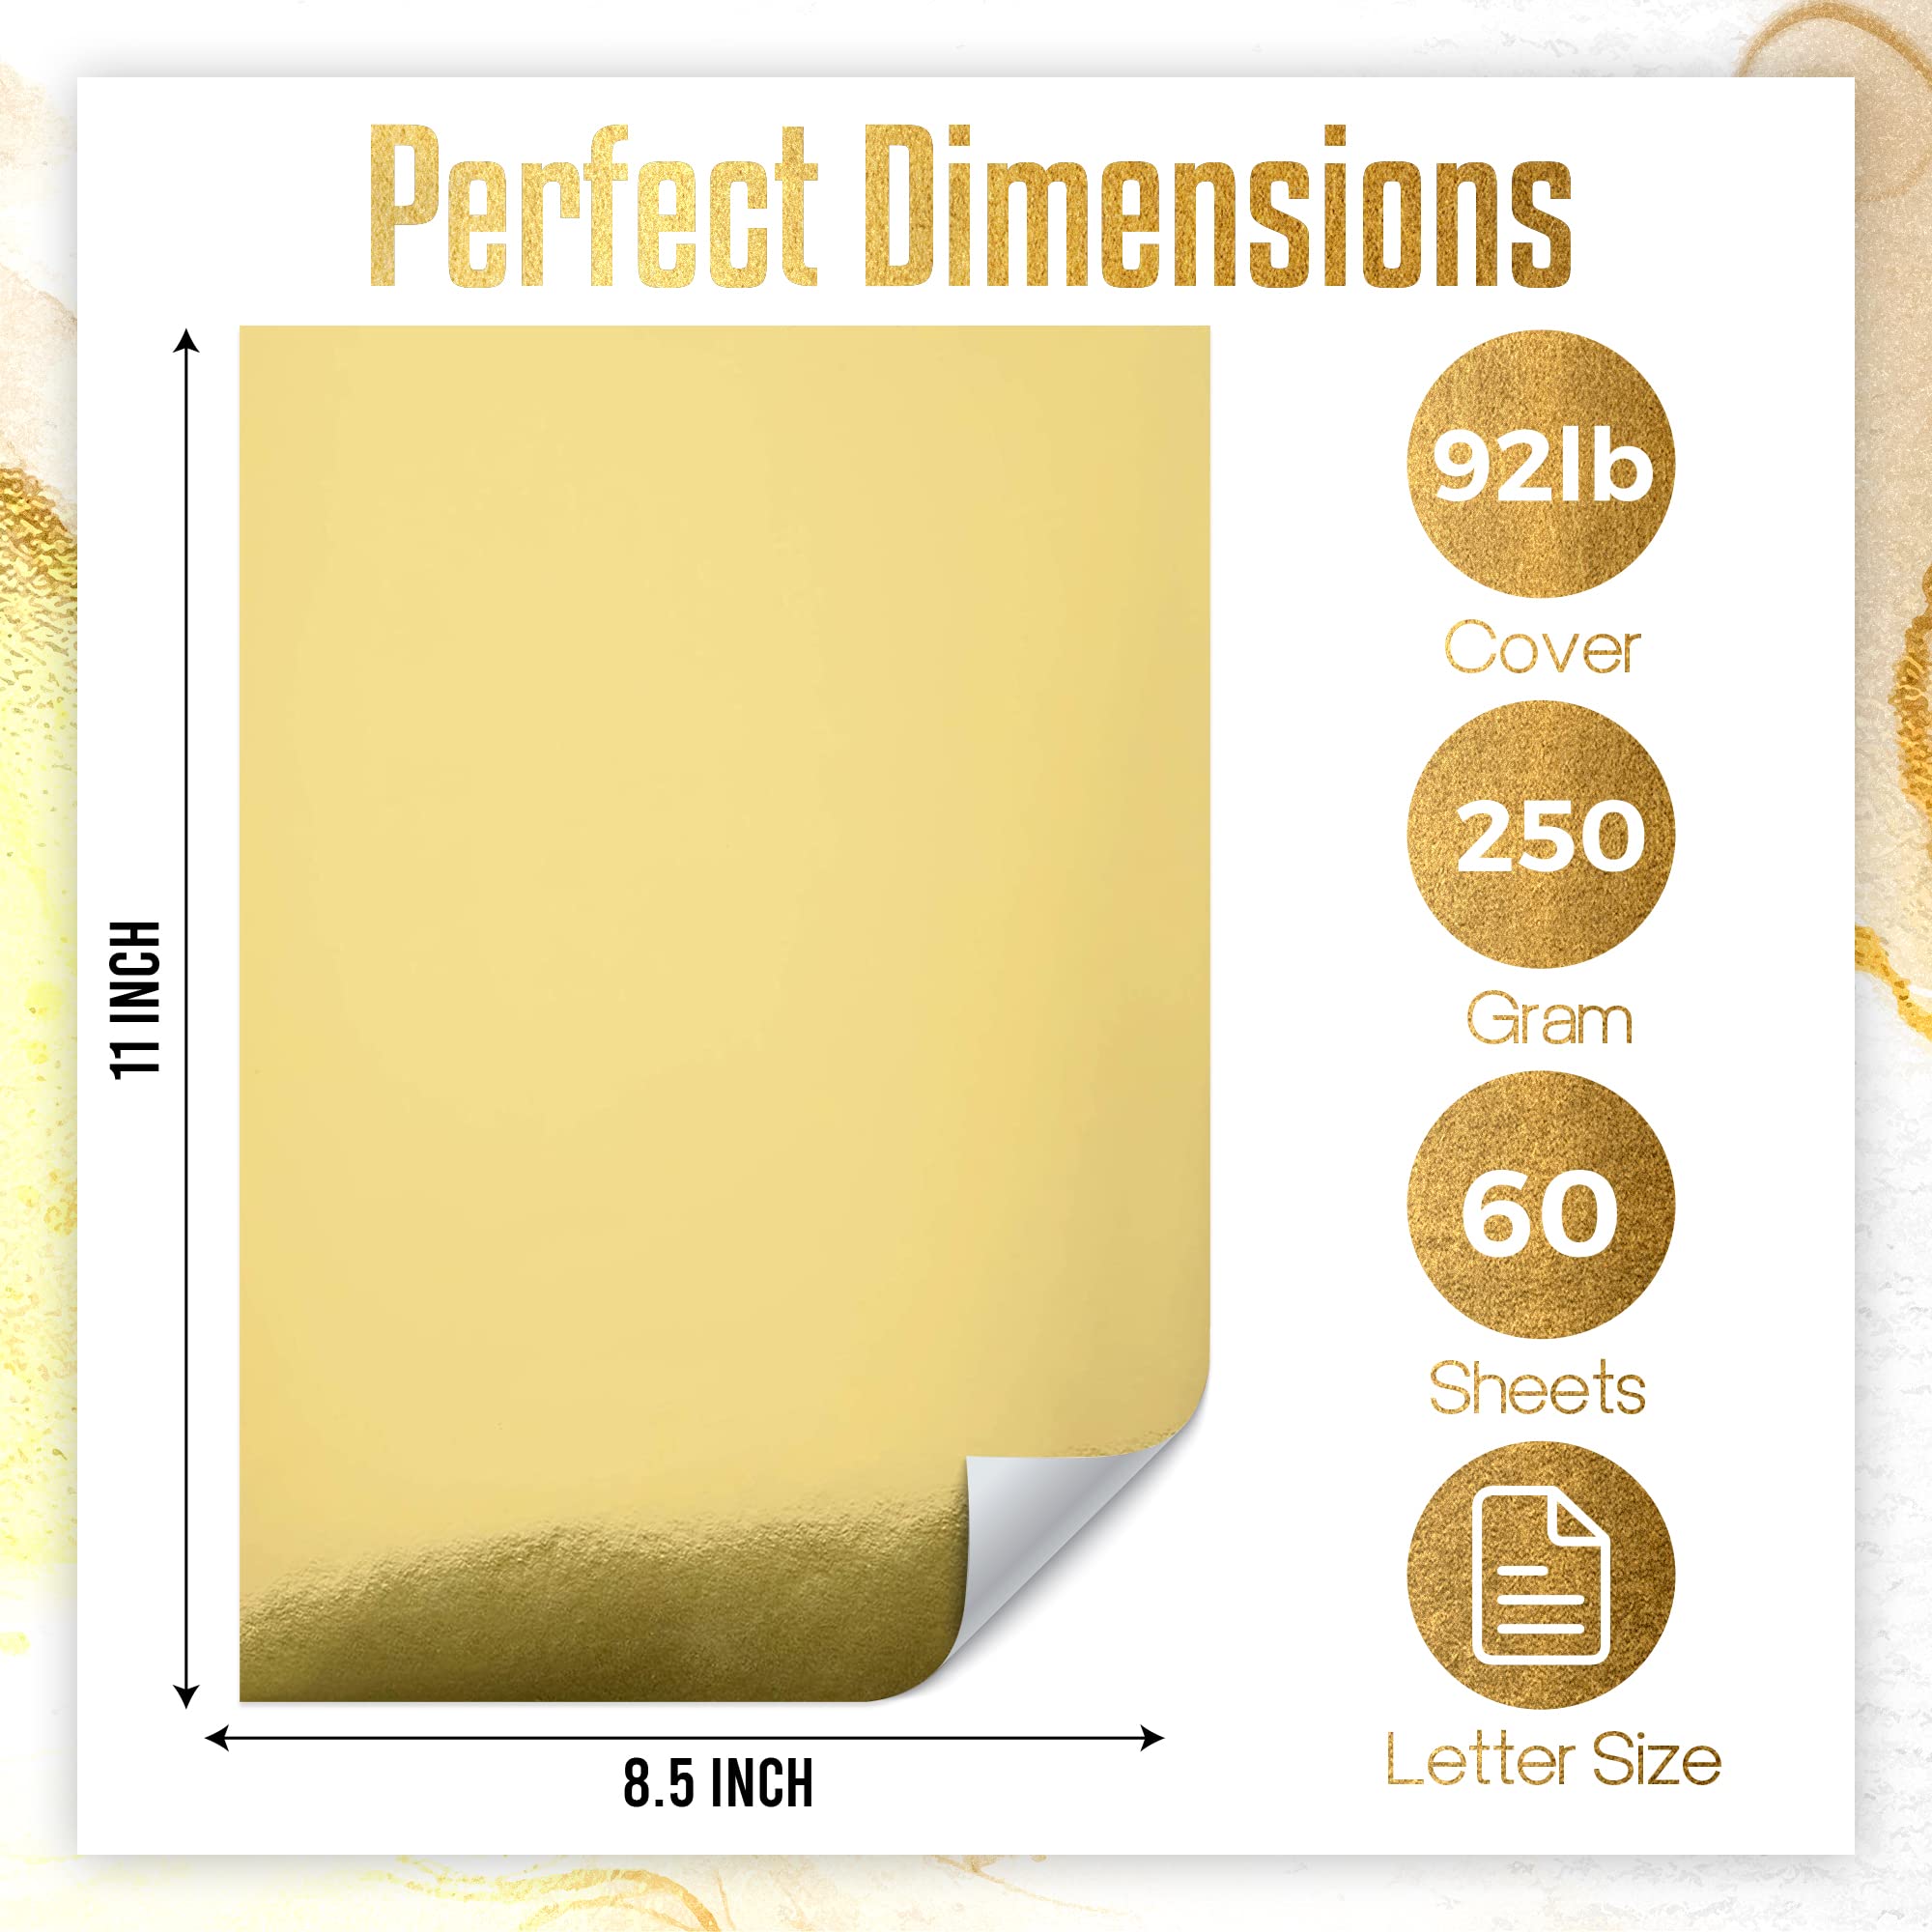 Perfect Dimensions
11 INCH
8.5 INCH
92lb
Cover
250
Gram
60
Sheets
Letter Size